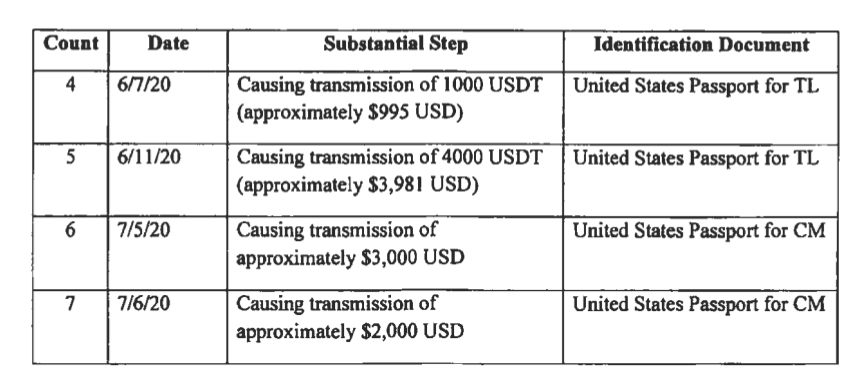 Count Date Substantial Step Identification Document
4 6/7/20 Causing transmission of 1000 USDT United States Passport for TL
(approximately $995 USD)
5 6/11/20 Causing transmission of 4000 USDT United States Passport for TL
(approximately $3,981 USD)
6 7/5/20 Causing transmission of United States Passport for CM
approximately $3,000 USD
7 7/6/20 Causing transmission of United States Passport for CM
approximately $2,000 USD